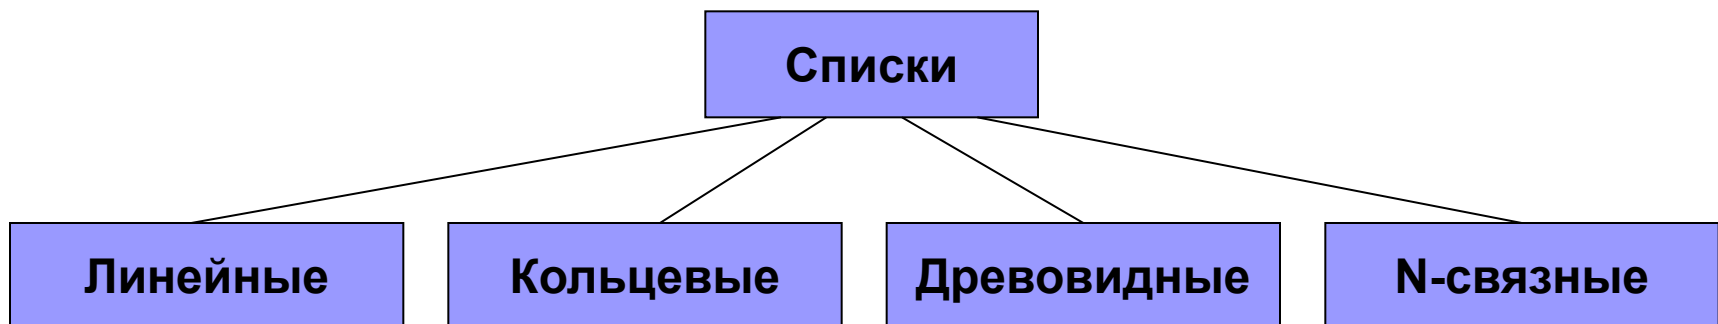 Списки
Линейные
Кольцевые
Древовидные
N-связные